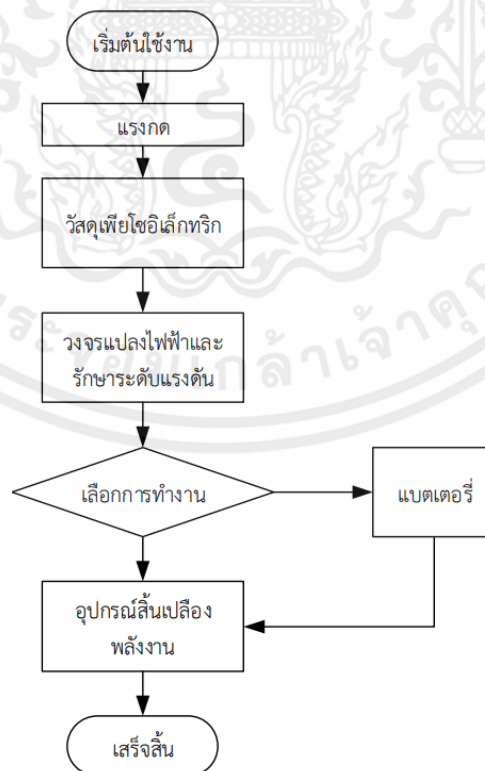 เริ่มต้นใช้งาน
แรงกด
วัสดุเพียโซอิเล็กทริก
วงจรแปลงไฟฟ้าและ
รักษาระดับแรงดัน
เลือกการทำงาน
แบตเตอรี่
อุปกรณ์สิ้นเปลือง
พลังงาน
เสร็จสิ้น